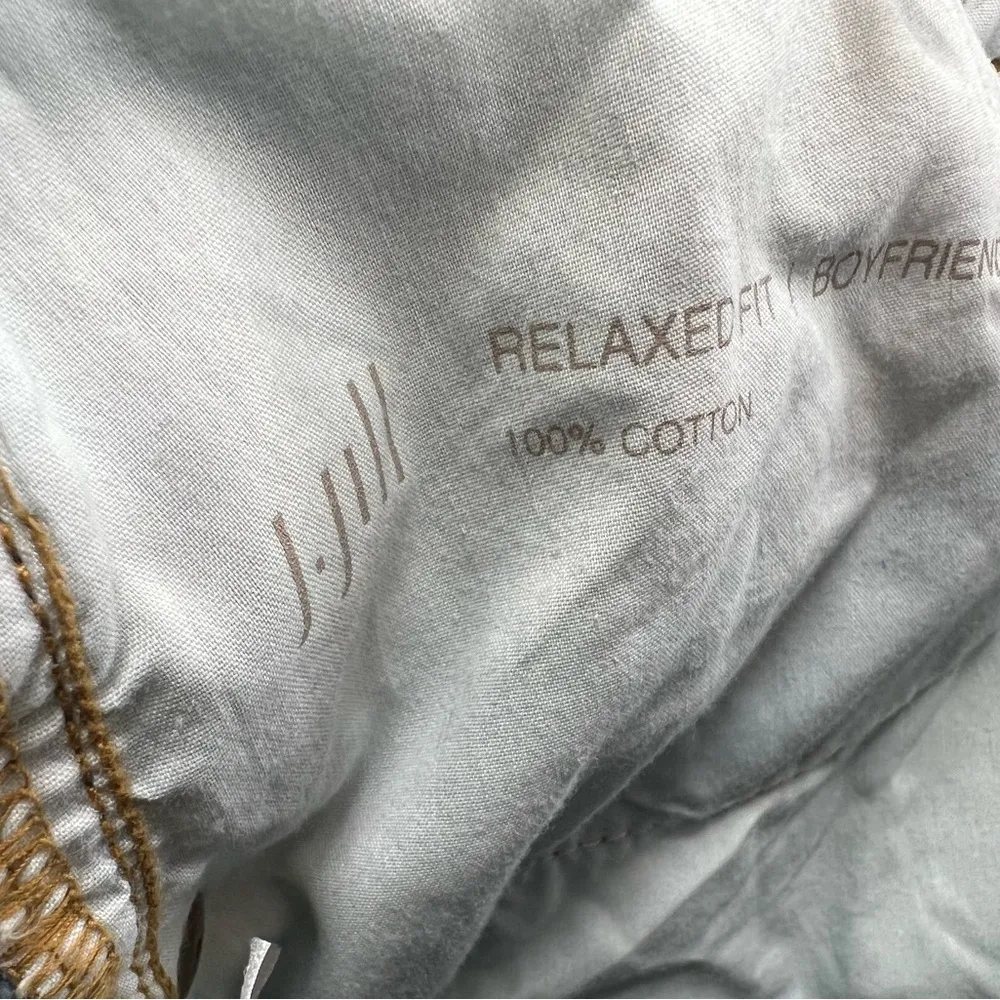 J.Jill
RELAXED FIT | BOYFRIEND
100% COTTON